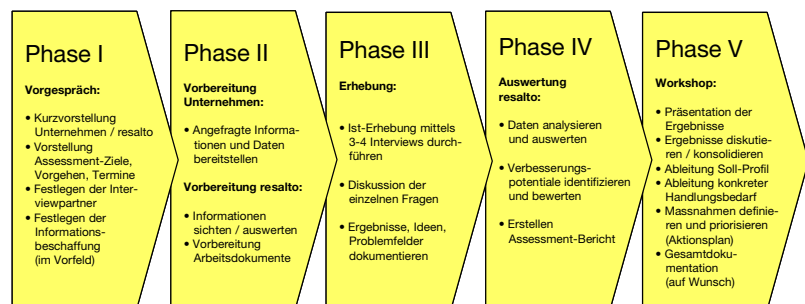 Phase I
Vorgespräch:
• Kurzvorstellung
Unternehmen / resalto
• Vorstellung
Assessment-Ziele,
Vorgehen, Termine
• Festlegen der Inter-
viewpartner
• Festlegen der
Informations-
beschaffung
(im Vorfeld)
Phase II
Vorbereitung
Unternehmen:
• Angefragte Informa-
tionen und Daten
bereitstellen
Vorbereitung resalto:
• Informationen
sichten / auswerten
• Vorbereitung
Arbeitsdokumente
Phase III
Erhebung:
• Ist-Erhebung mittels
3-4 Interviews durch-
führen
• Diskussion der
einzelnen Fragen
• Ergebnisse, Ideen,
Problemfelder
dokumentieren
Phase IV
Auswertung
resalto:
• Daten analysieren
und auswerten
• Verbesserungs-
potentiale identifizieren
und bewerten
• Erstellen
Assessment-Bericht
Phase V
Workshop:
• Präsentation der
Ergebnisse
• Ergebnisse diskutie-
ren / konsolidieren
• Ableitung Soll-Profil
• Ableitung konkreter
Handlungsbedarf
• Massnahmen definie-
ren und priorisieren
(Aktionsplan)
• Gesamtdoku-
mentation
(auf Wunsch)